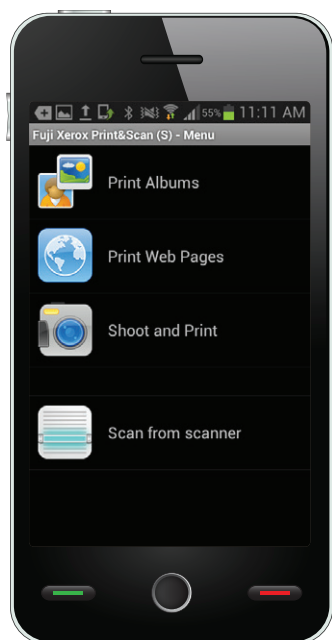 55% 11:11 AM
Fuji Xerox Print&Scan (S) - Menu
Print Albums
Print Web Pages
Shoot and Print
Scan from scanner